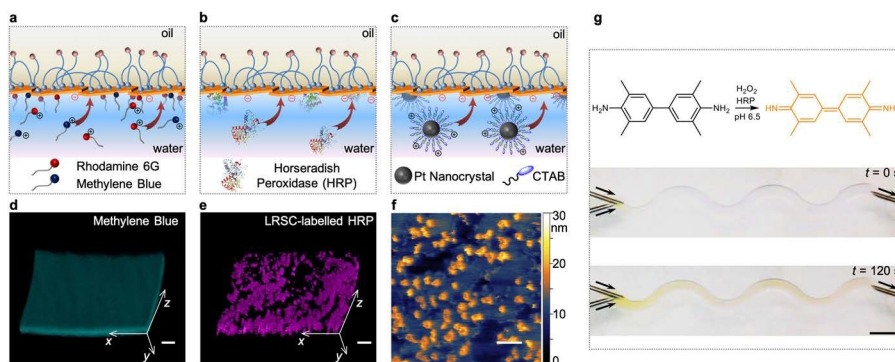 a
oil
water
Rhodamine 6G
Methylene Blue
b
oil
water
Horseradish
Peroxidase (HRP)
c
oil
water
Pt Nanocrystal
CTAB
d
Methylene Blue
x
y
z
e
LRSC-labelled HRP
x
y
z
f
30
nm
20
10
0
g
H₂N
NH₂
H₂O₂
HRP
pH 6.5
HN
NH
t = 0 s
t = 120 s